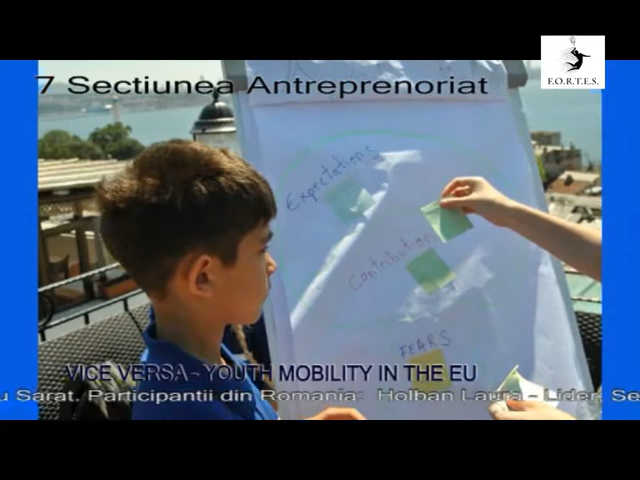 F.O.R.T.E.S.
7 Sectiunea Antreprenoriat
Expectations
Contribution
FEARS
VICE VERSA - YOUTH MOBILITY IN THE EU
u Sarat. Participantii din Romania: Holban Laura - Lider, Se